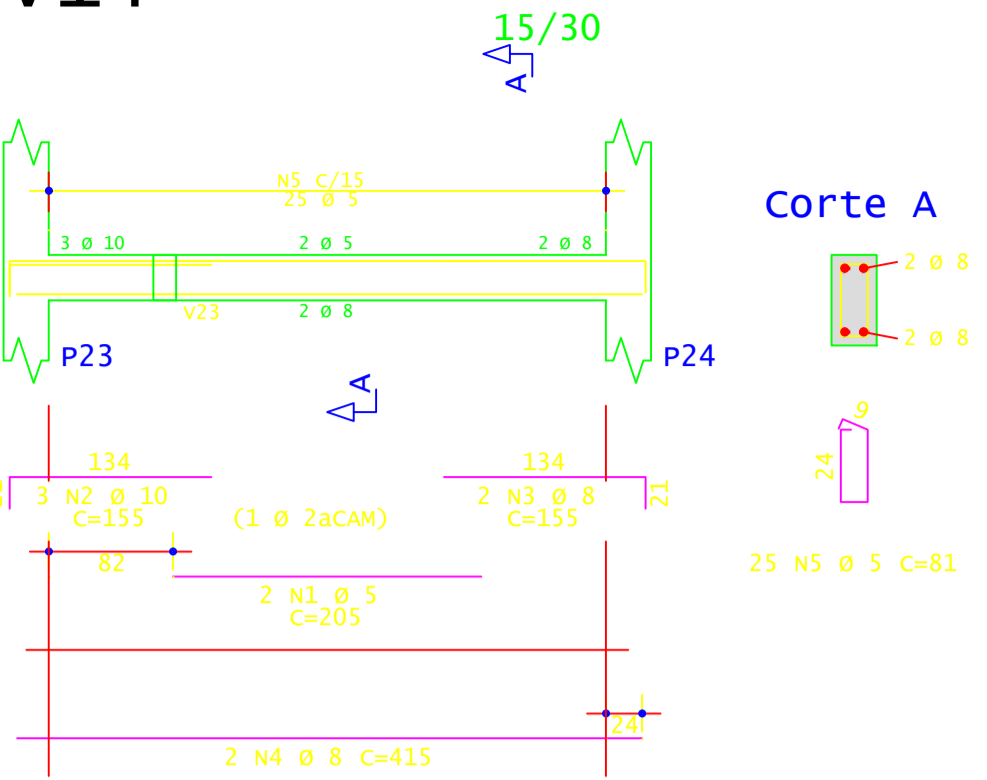 15/30
A
N5 C/15
25 Ø 5
Corte A
3 Ø 10
2 Ø 5
2 Ø 8
2 Ø 8
V23
2 Ø 8
2 Ø 8
P23
P24
A
9
24
134
134
3 N2 Ø 10
C=155
2 N3 Ø 8
C=155
21
(1 Ø 2aCAM)
82
25 N5 Ø 5 C=81
2 N1 Ø 5
C=205
24
2 N4 Ø 8 C=415